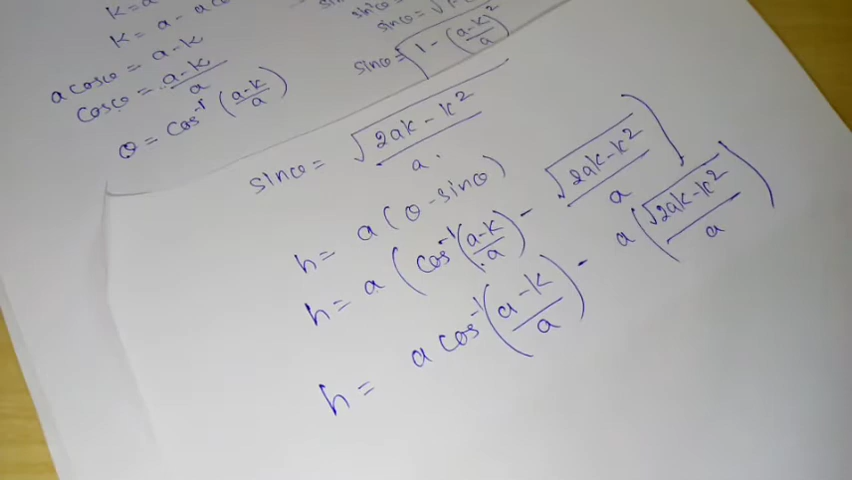 k = a
k = a - a cos
a cosθ = a-k
cosθ = a-k / a
θ = cos⁻¹ (a-k / a)
sinθ = √(1 - (a-k / a)²)
sinθ = √(2ak - k²) / a.
h = a (θ - sinθ)
h = a (cos⁻¹(a-k / a) - √(2ak-k²) / a)
h = a cos⁻¹(a-k / a) - a (√(2ak-k²) / a)